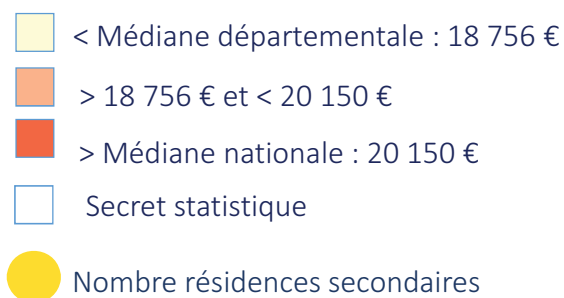 < Médiane départementale : 18 756 €
> 18 756 € et < 20 150 €
> Médiane nationale : 20 150 €
Secret statistique
Nombre résidences secondaires